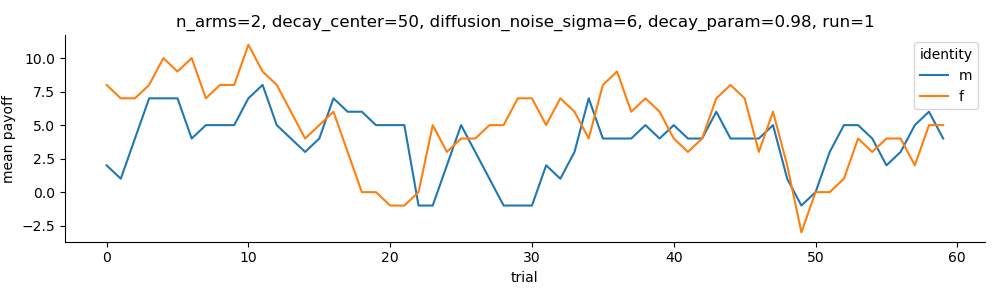 n_arms=2, decay_center=50, diffusion_noise_sigma=6, decay_param=0.98, run=1
mean payoff
10.0
7.5
5.0
2.5
0.0
−2.5
identity
m
f
0 10 20 30 40 50 60
trial